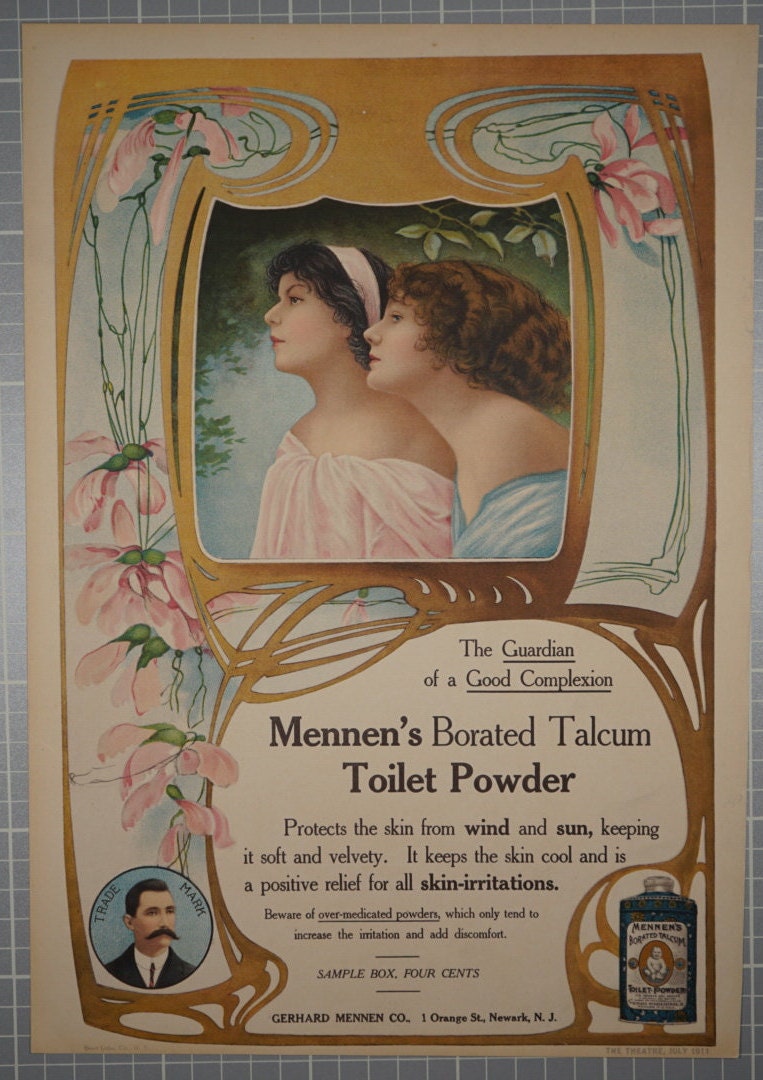 The Guardian
of a Good Complexion
Mennen's Borated Talcum
Toilet Powder
Protects the skin from wind and sun, keeping
it soft and velvety. It keeps the skin cool and is
a positive relief for all skin-irritations.
Beware of over-medicated powders, which only tend to
increase the irritation and add discomfort.
SAMPLE BOX, FOUR CENTS
GERHARD MENNEN CO., 1 Orange St., Newark, N. J.
TRADE MARK
MENNEN'S
BORATED TALCUM
TOILET POWDER
THE THEATRE, JULY 1911